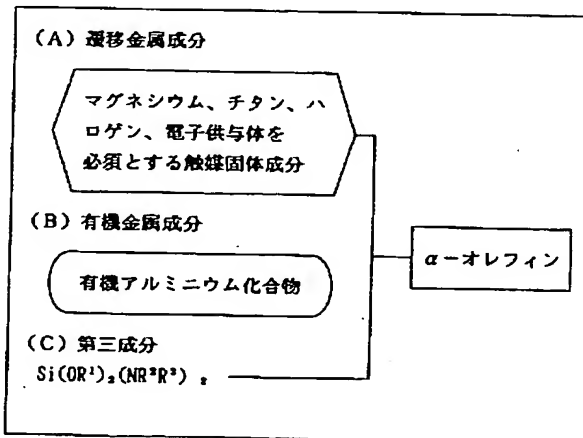 (A) 遷移金属成分
マグネシウム、チタン、ハ
ロゲン、電子供与体を
必須とする触媒固体成分
(B) 有機金属成分
有機アルミニウム化合物
α－オレフィン
(C) 第三成分
Si(OR¹)₂(NR²R³)₂